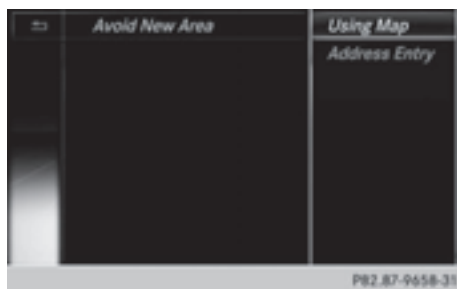 Avoid New Area
Using Map
Address Entry
P82.87-9658-31